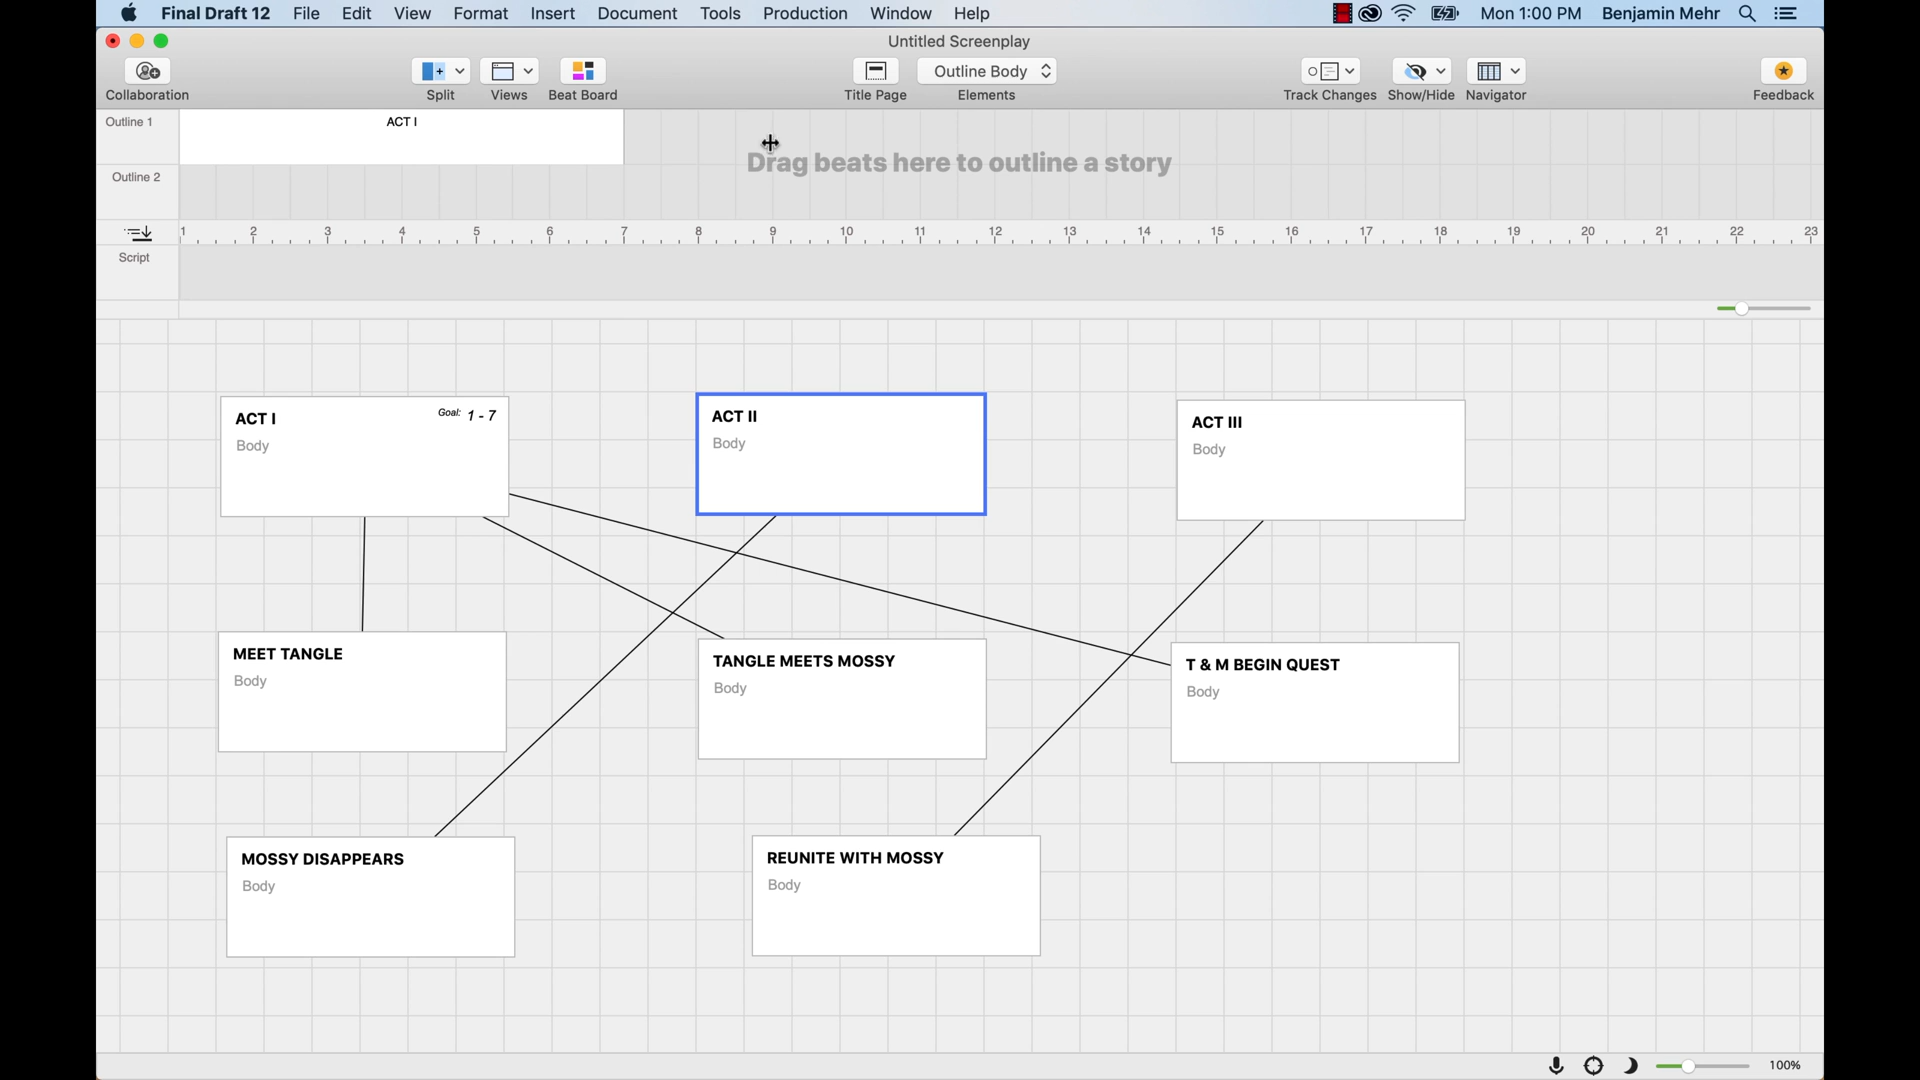 Final Draft 12 File Edit View Format Insert Document Tools Production Window Help Mon 1:00 PM Benjamin Mehr
Untitled Screenplay
Outline Body
Collaboration Split Views Beat Board Title Page Elements Track Changes Show/Hide Navigator Feedback
Outline 1 ACT I
Drag beats here to outline a story
Outline 2
1 2 3 4 5 6 7 8 9 10 11 12 13 14 15 16 17 18 19 20 21 22 23
Script
ACT I Goal: 1 - 7
Body
ACT II
Body
ACT III
Body
MEET TANGLE
Body
TANGLE MEETS MOSSY
Body
T & M BEGIN QUEST
Body
MOSSY DISAPPEARS
Body
REUNITE WITH MOSSY
Body
100%